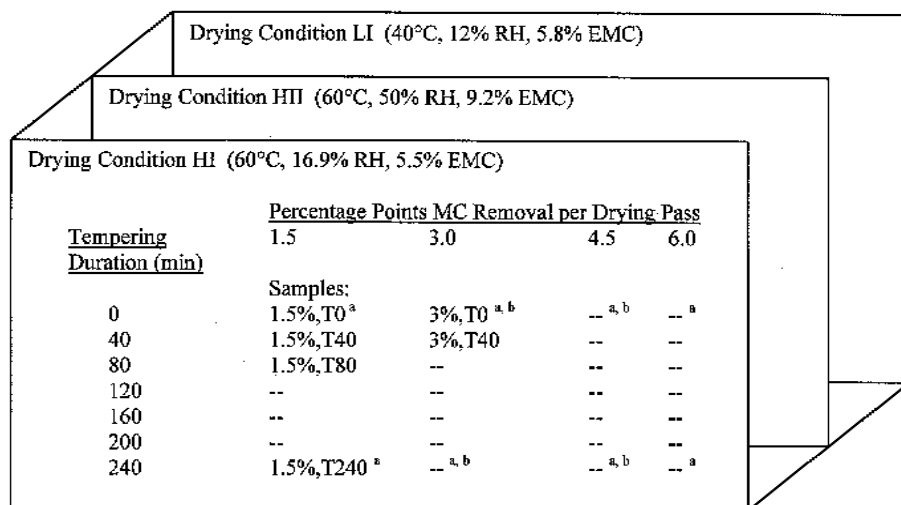 Drying Condition LI (40°C, 12% RH, 5.8% EMC)
Drying Condition HII (60°C, 50% RH, 9.2% EMC)
Drying Condition HI (60°C, 16.9% RH, 5.5% EMC)
Percentage Points MC Removal per Drying Pass
Tempering 1.5 3.0 4.5 6.0
Duration (min)
Samples:
0 1.5%,T0 a 3%,T0 a, b -- a, b -- a
40 1.5%,T40 3%,T40 -- --
80 1.5%,T80 -- -- --
120 -- -- -- --
160 -- -- -- --
200 -- -- -- --
240 1.5%,T240 a -- a, b -- a, b -- a